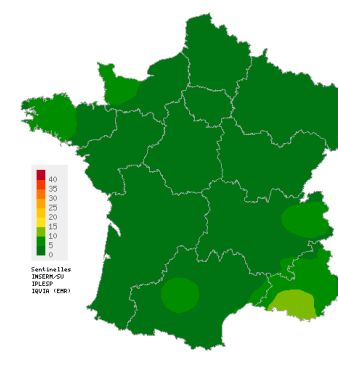 40
35
30
25
20
15
10
5
0
Sentinelles
INSERM/SU
IPLESP
IQVIA (EMR)